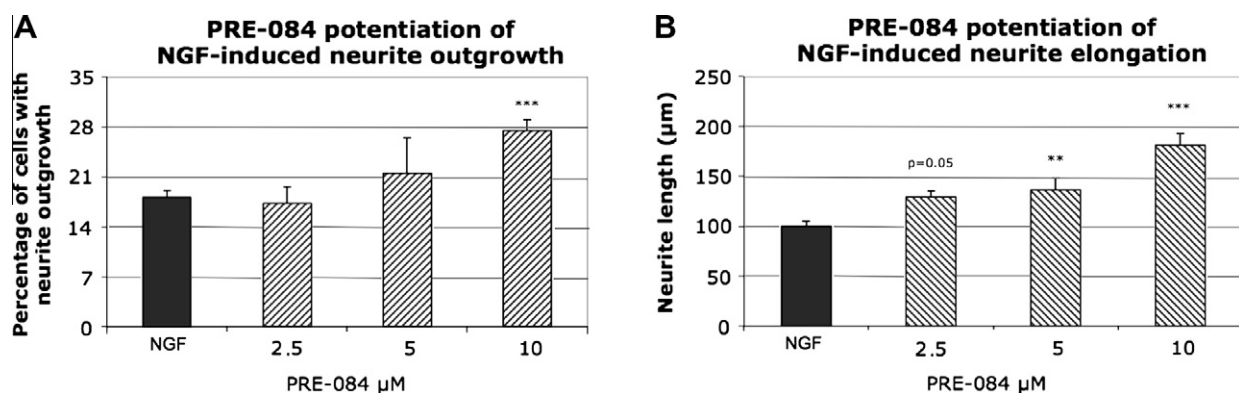 A
PRE-084 potentiation of
NGF-induced neurite outgrowth
Percentage of cells with
neurite outgrowth
35
28
21
14
7
0
***
NGF
2.5
5
10
PRE-084 µM
B
PRE-084 potentiation of
NGF-induced neurite elongation
Neurite length (µm)
250
200
150
100
50
0
p=0.05
**
***
NGF
2.5
5
10
PRE-084 µM